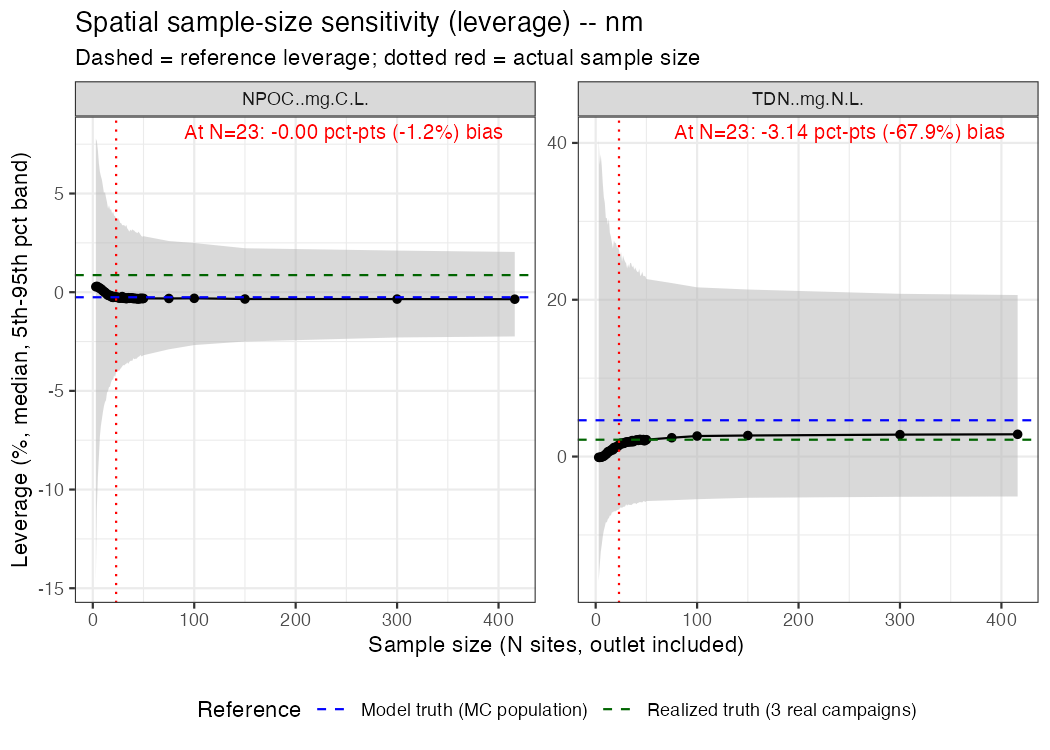 Spatial sample-size sensitivity (leverage) -- nm
Dashed = reference leverage; dotted red = actual sample size
NPOC..mg.C.L.
TDN..mg.N.L.
At N=23: -0.00 pct-pts (-1.2%) bias
At N=23: -3.14 pct-pts (-67.9%) bias
Leverage (%, median, 5th-95th pct band)
5
0
-5
-10
-15
40
20
0
0 100 200 300 400
0 100 200 300 400
Sample size (N sites, outlet included)
Reference Model truth (MC population) Realized truth (3 real campaigns)